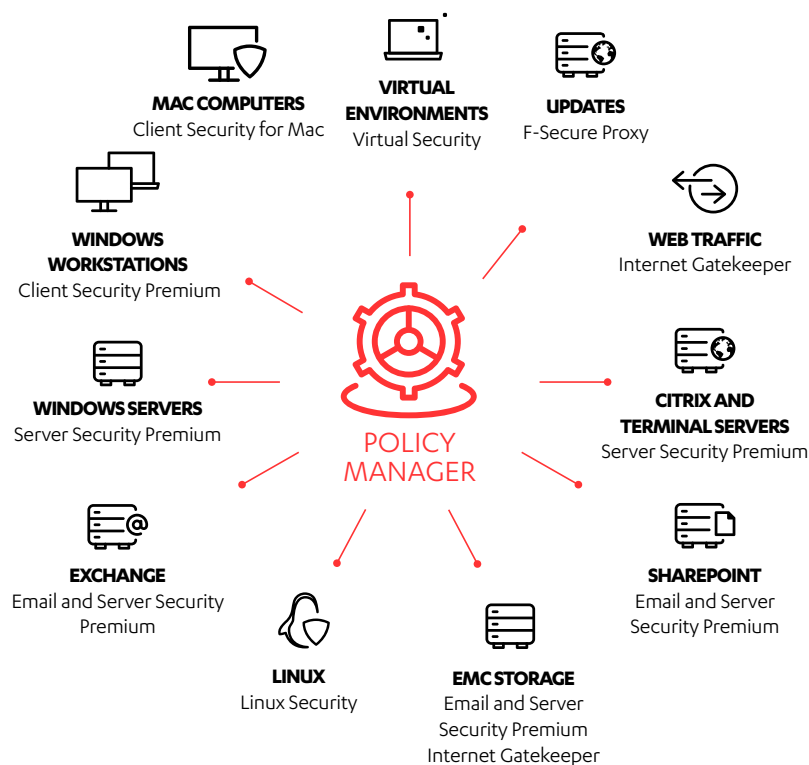 MAC COMPUTERS
Client Security for Mac
VIRTUAL
ENVIRONMENTS
Virtual Security
UPDATES
F-Secure Proxy
WINDOWS
WORKSTATIONS
Client Security Premium
WEB TRAFFIC
Internet Gatekeeper
WINDOWS SERVERS
Server Security Premium
POLICY
MANAGER
CITRIX AND
TERMINAL SERVERS
Server Security Premium
EXCHANGE
Email and Server Security
Premium
SHAREPOINT
Email and Server
Security Premium
LINUX
Linux Security
EMC STORAGE
Email and Server
Security Premium
Internet Gatekeeper